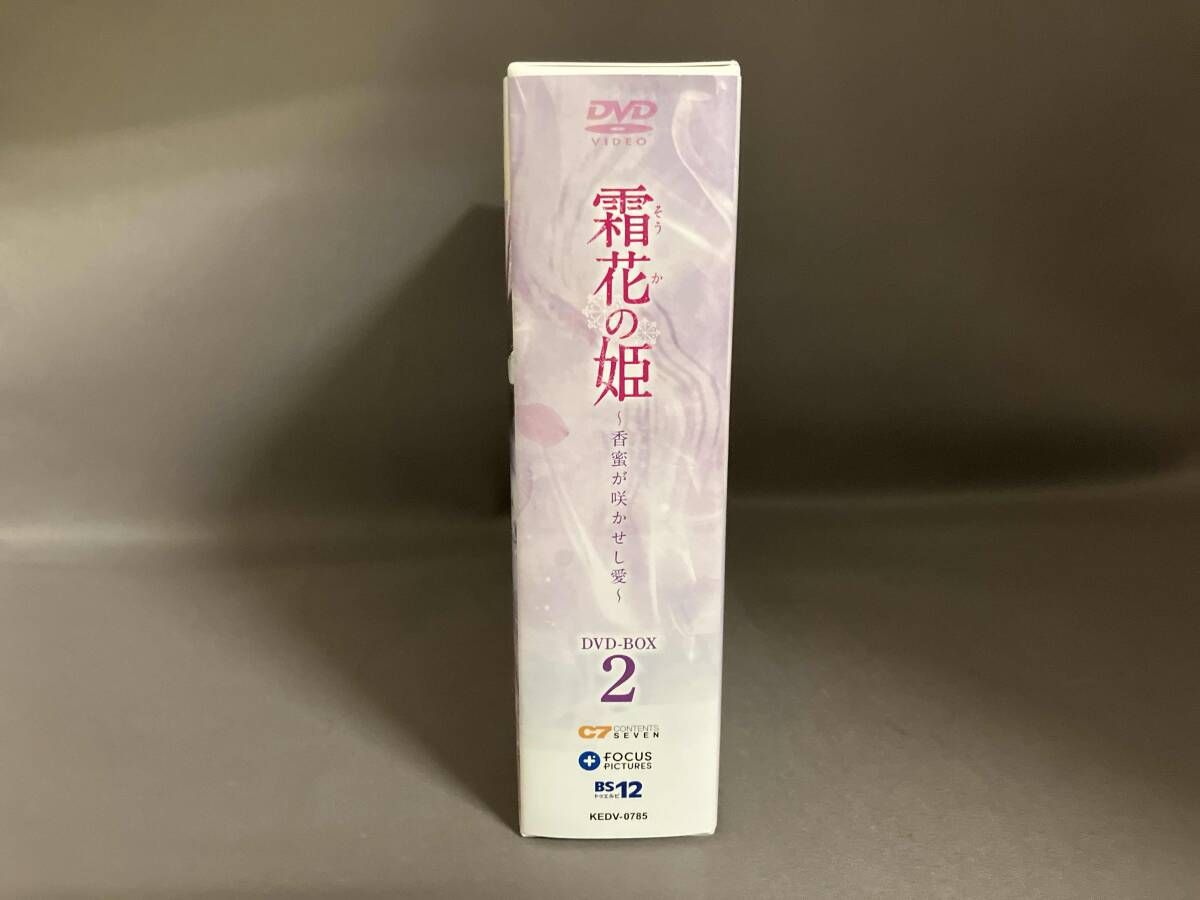 DVD
VIDEO
霜花の姫
そうか
～香蜜が咲かせし愛～
DVD-BOX
2
C7 CONTENTS SEVEN
FOCUS PICTURES
BS12
トゥエルビ
KEDV-0785